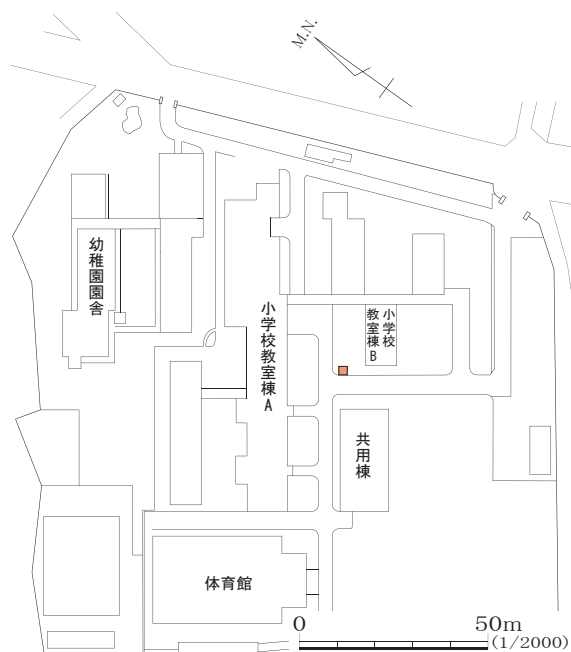 M.N.
幼稚園園舎
小学校教室棟A
小学校
教室棟B
共用棟
体育館
0 50m
(1/2000)